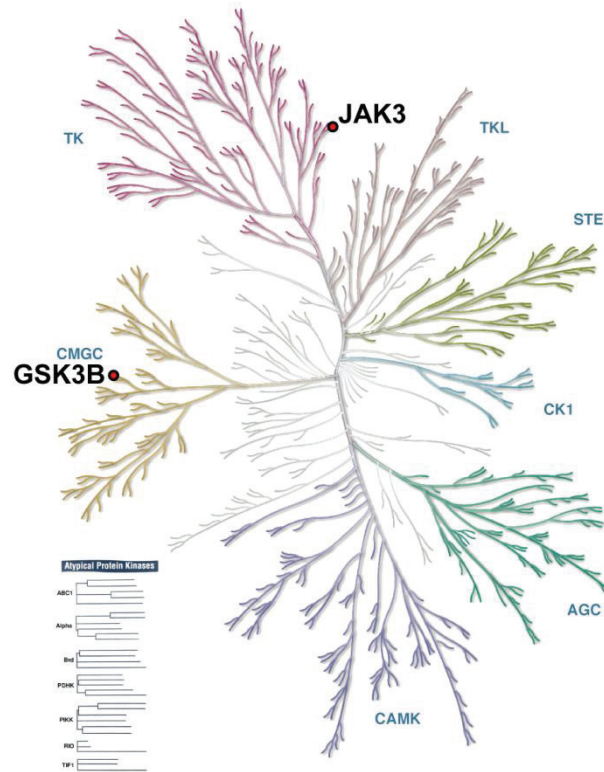 JAK3
TK
TKL
STE
CMGC
GSK3B
CK1
AGC
CAMK
Atypical Protein Kinases
ABC1
Alpha
Brd
PDHK
PIKK
RIO
TIF1